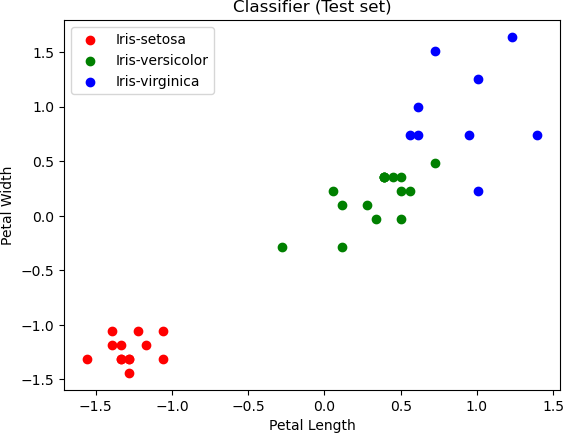 Classifier (Test set)
Iris-setosa
Iris-versicolor
Iris-virginica
1.5
1.0
0.5
0.0
−0.5
−1.0
−1.5
Petal Width
−1.5
−1.0
−0.5
0.0
0.5
1.0
1.5
Petal Length